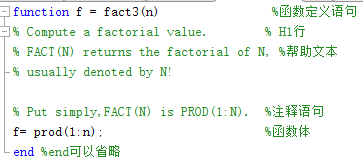 function f = fact3(n) %函数定义语句
% Compute a factorial value. % H1行
% FACT(N) returns the factorial of N, %帮助文本
% usually denoted by N!
% Put simply,FACT(N) is PROD(1:N). %注释语句
f= prod(1:n); %函数体
end %end可以省略